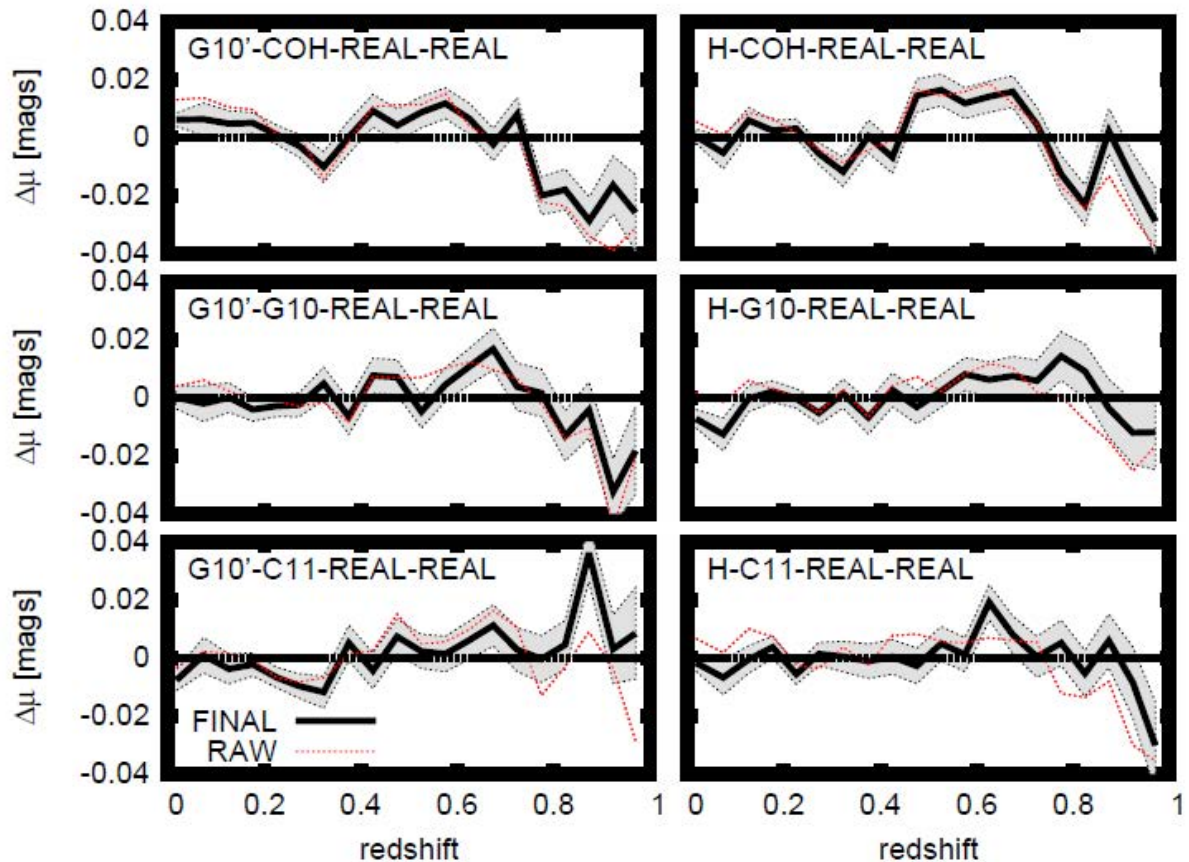 0.04
G10'-COH-REAL-REAL
H-COH-REAL-REAL
0.02
0
-0.02
-0.04
Δμ [mags]
0.04
G10'-G10-REAL-REAL
H-G10-REAL-REAL
0.02
0
-0.02
-0.04
Δμ [mags]
0.04
G10'-C11-REAL-REAL
H-C11-REAL-REAL
0.02
0
-0.02
-0.04
Δμ [mags]
FINAL
RAW
0 0.2 0.4 0.6 0.8 0 0.2 0.4 0.6 0.8 1
redshift redshift